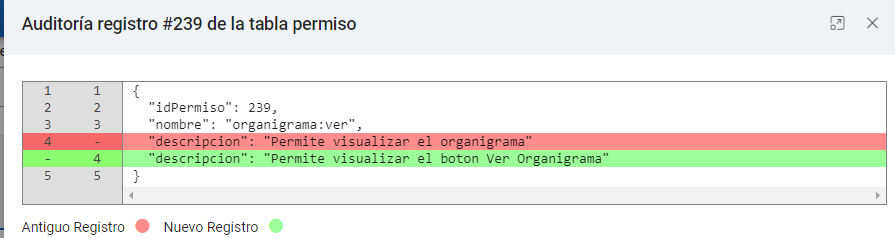 Auditoría registro #239 de la tabla permiso
1 1 {
2 2 "idPermiso": 239,
3 3 "nombre": "organigrama:ver",
4 - "descripcion": "Permite visualizar el organigrama"
- 4 "descripcion": "Permite visualizar el boton Ver Organigrama"
5 5 }
Antiguo Registro Nuevo Registro